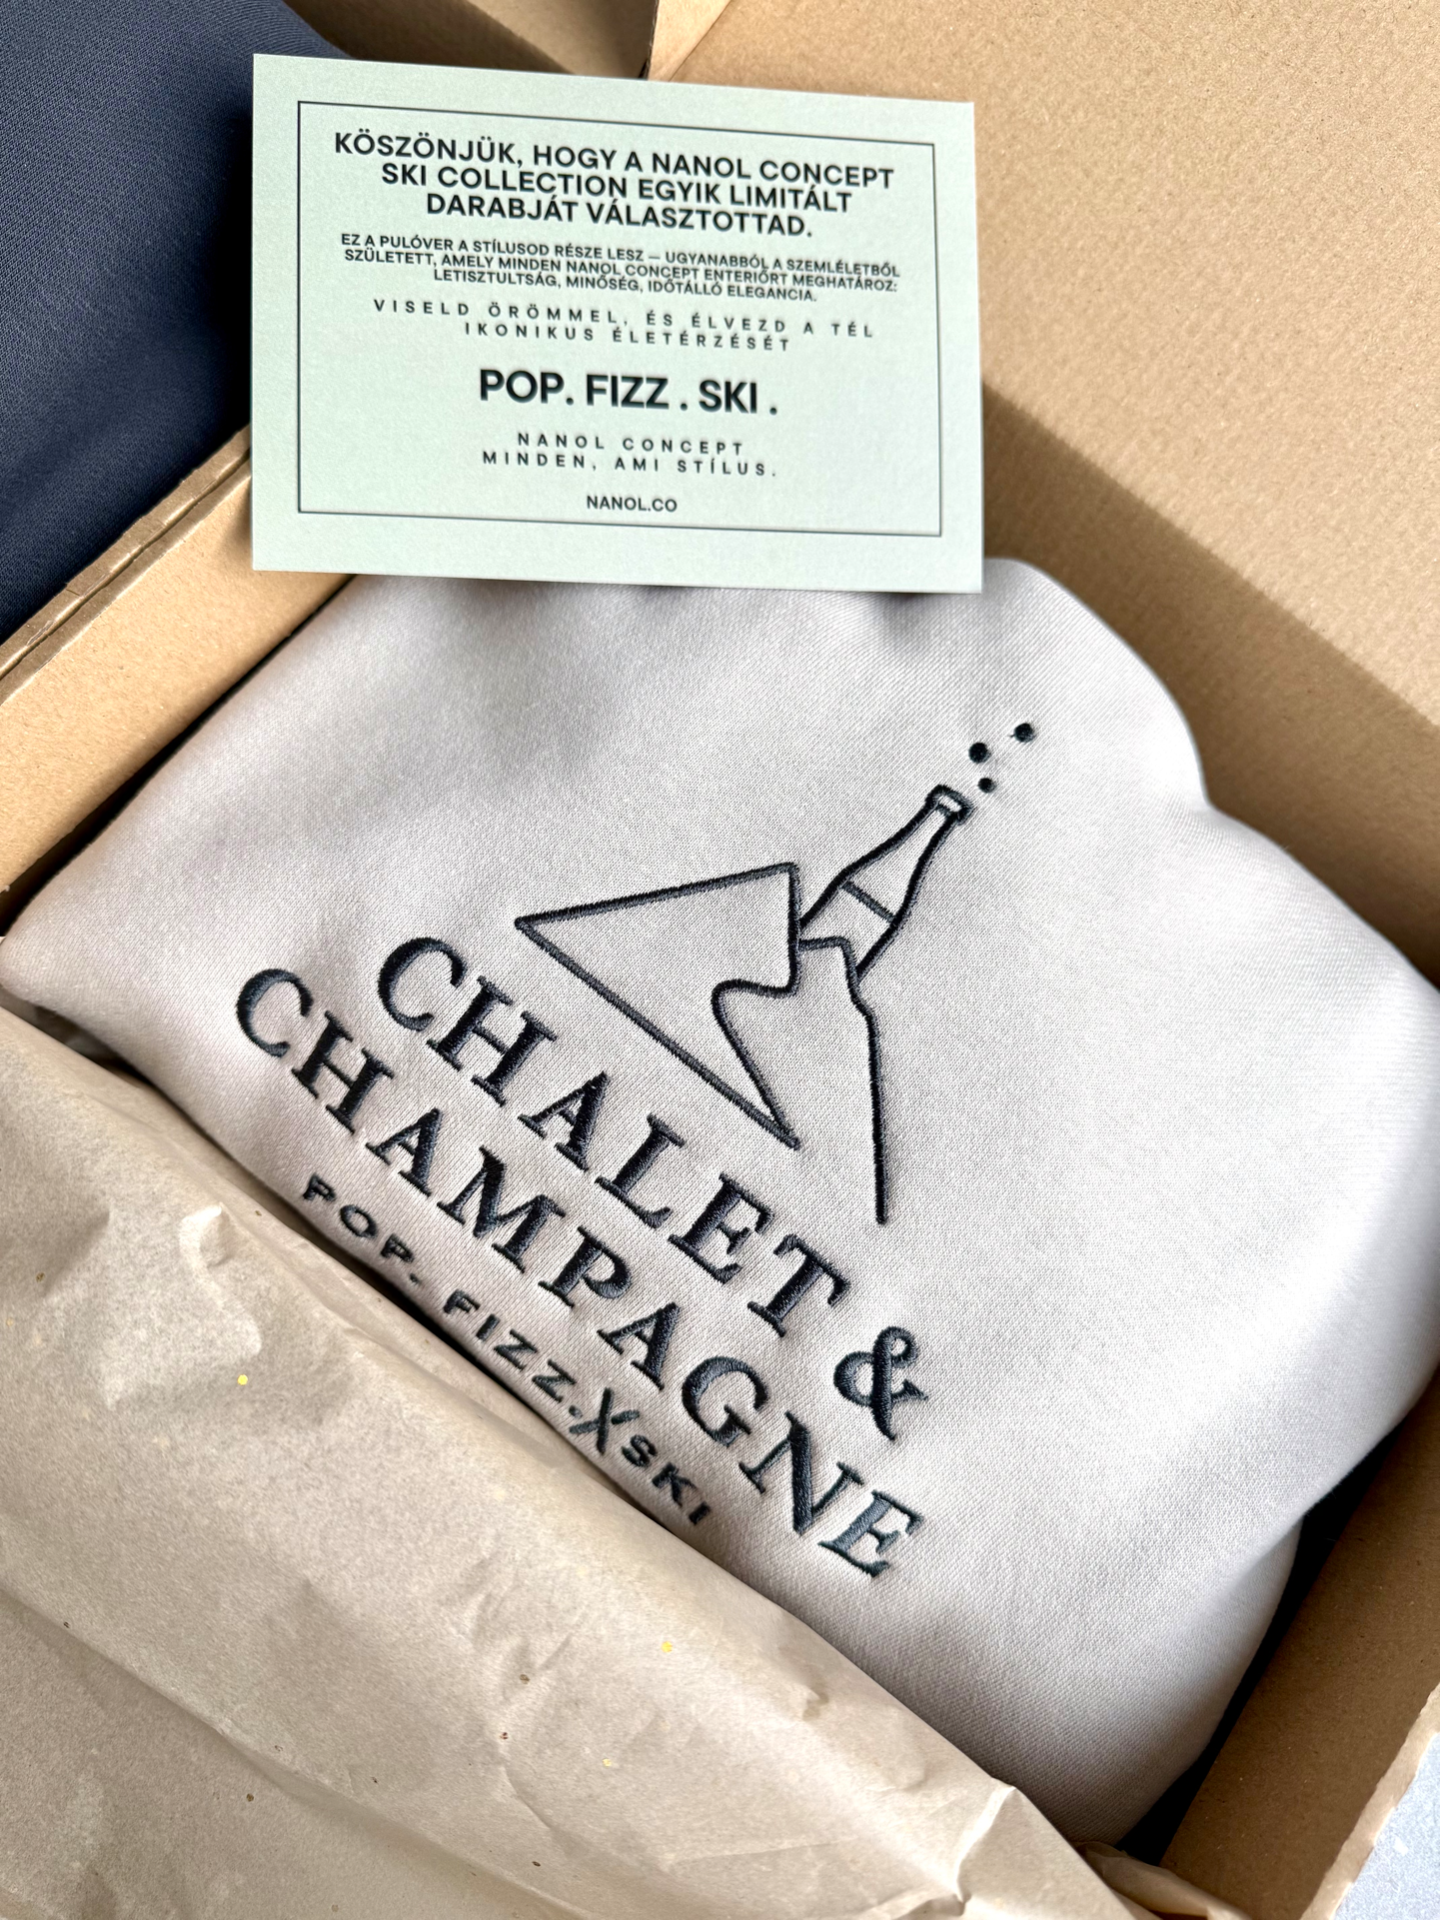 KÖSZÖNJÜK, HOGY A NANOL CONCEPT
SKI COLLECTION EGYIK LIMITÁLT
DARABJÁT VÁLASZTOTTAD.
EZ A PULÓVER A STÍLUSOD RÉSZE LESZ — UGYANABBÓL A SZEMLÉLETBŐL
SZÜLETETT, AMELY MINDEN NANOL CONCEPT ENTERIŐRT MEGHATÁROZ:
LETISZTULTSÁG, MINŐSÉG, IDŐTÁLLÓ ELEGANCIA.
VISELD ÖRÖMMEL, ÉS ÉLVEZD A TÉL
IKONIKUS ÉLETÉRZÉSÉT
POP. FIZZ . SKI .
NANOL CONCEPT
MINDEN, AMI STÍLUS.
NANOL.CO
CHALET &
CHAMPAGNE
POP- FIZZ-XSKI